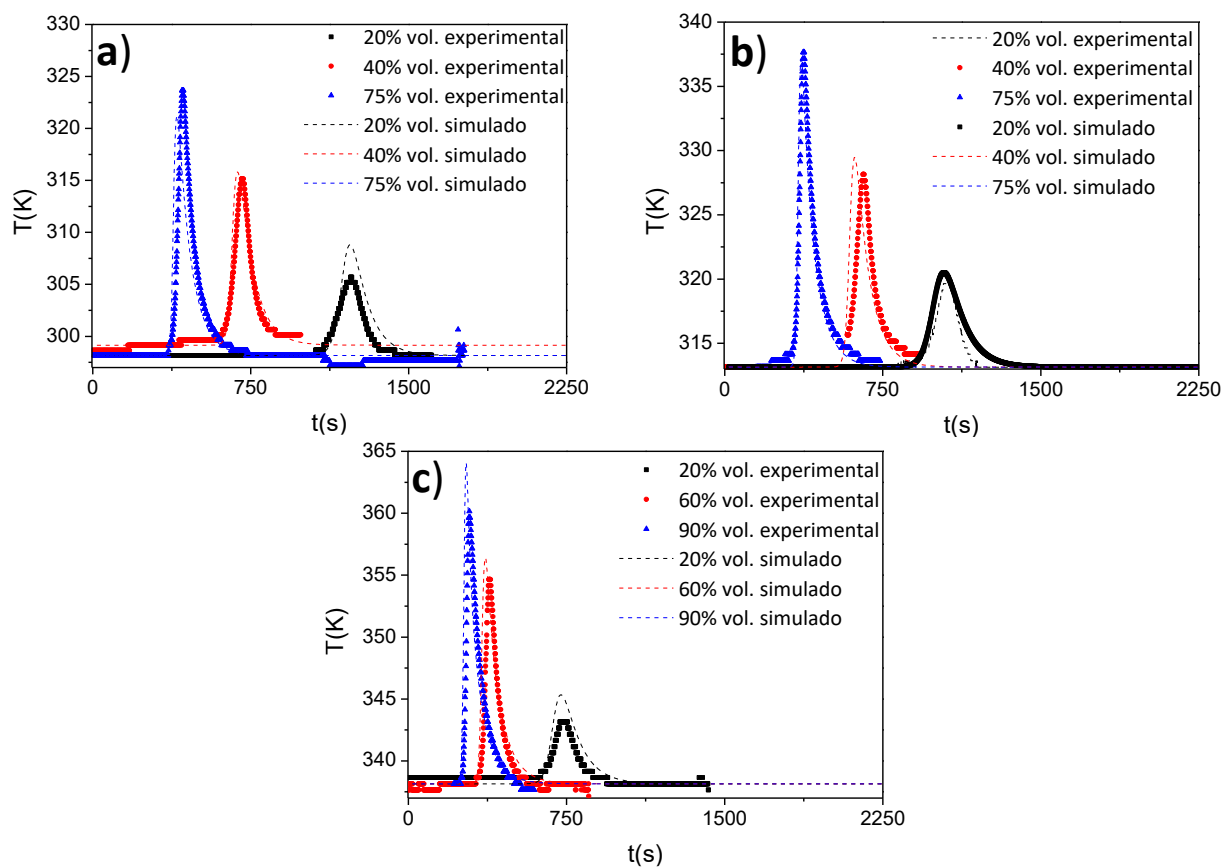 a)
T(K)
330
325
320
315
310
305
300
20% vol. experimental
40% vol. experimental
75% vol. experimental
20% vol. simulado
40% vol. simulado
75% vol. simulado
0 750 1500 2250
t(s)
b)
T(K)
340
330
320
20% vol. experimental
40% vol. experimental
75% vol. experimental
20% vol. simulado
40% vol. simulado
75% vol. simulado
0 750 1500 2250
t(s)
c)
T(K)
365
360
355
350
345
340
20% vol. experimental
60% vol. experimental
90% vol. experimental
20% vol. simulado
60% vol. simulado
90% vol. simulado
0 750 1500 2250
t(s)